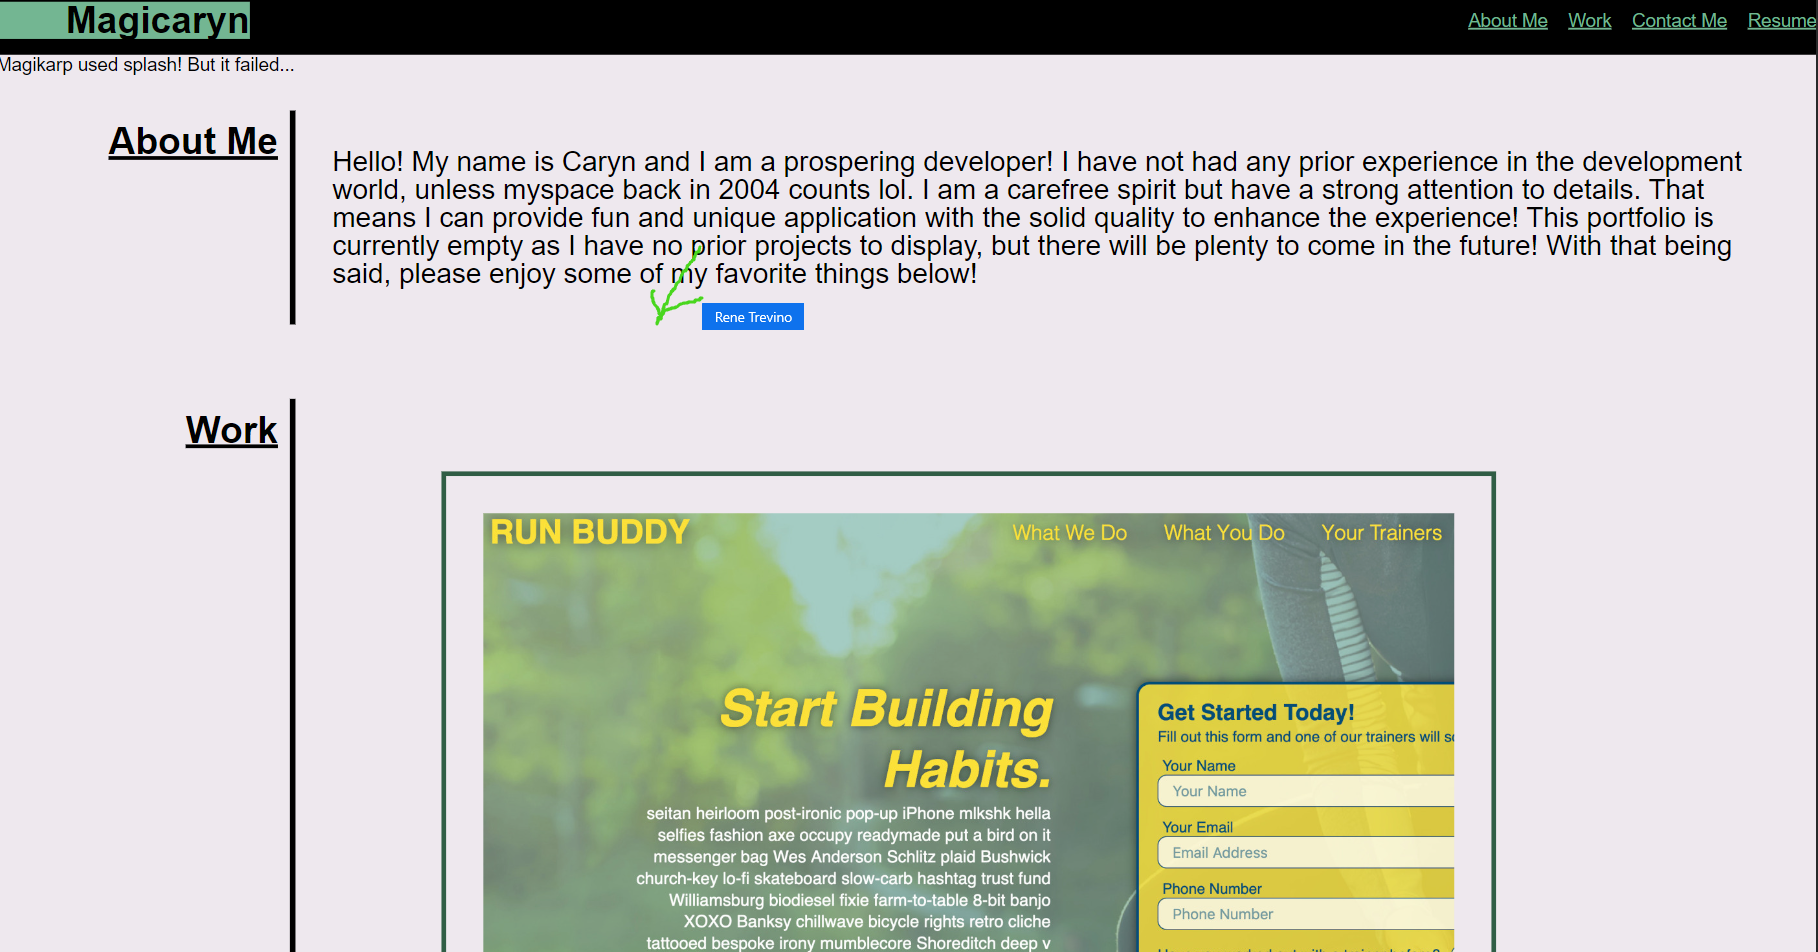 Magicaryn
About Me Work Contact Me Resume
Magikarp used splash! But it failed...
About Me
Hello! My name is Caryn and I am a prospering developer! I have not had any prior experience in the development
world, unless myspace back in 2004 counts lol. I am a carefree spirit but have a strong attention to details. That
means I can provide fun and unique application with the solid quality to enhance the experience! This portfolio is
currently empty as I have no prior projects to display, but there will be plenty to come in the future! With that being
said, please enjoy some of my favorite things below!
Rene Trevino
Work
RUN BUDDY
What We Do What You Do Your Trainers
Start Building
Habits.
seitan heirloom post-ironic pop-up iPhone mlkshk hella
selfies fashion axe occupy readymade put a bird on it
messenger bag Wes Anderson Schlitz plaid Bushwick
church-key lo-fi skateboard slow-carb hashtag trust fund
Williamsburg biodiesel fixie farm-to-table 8-bit banjo
XOXO Banksy chillwave bicycle rights retro cliche
tattooed bespoke irony mumblecore Shoreditch deep v
Get Started Today!
Fill out this form and one of our trainers will
Your Name
Your Name
Your Email
Email Address
Phone Number
Phone Number